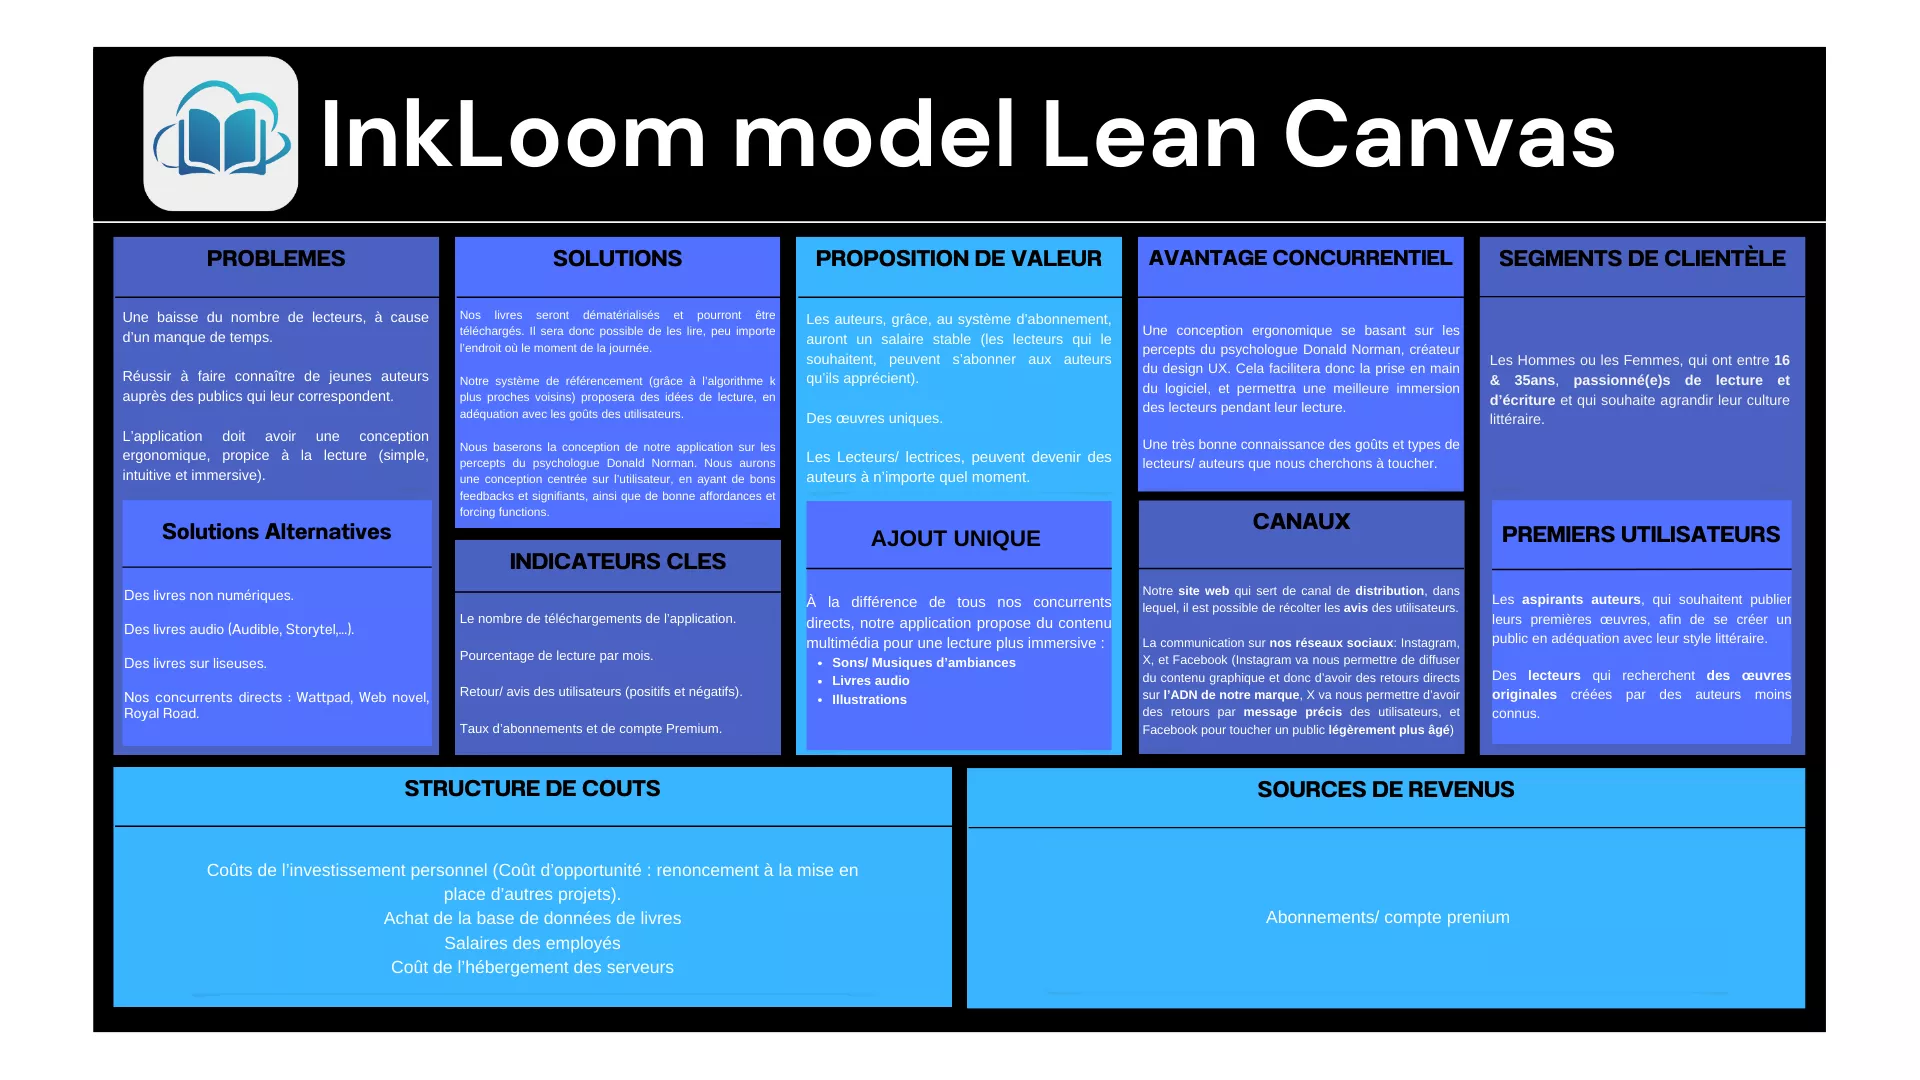 InkLoom model Lean Canvas
PROBLEMES
Une baisse du nombre de lecteurs, à cause
d’un manque de temps.
Réussir à faire connaître de jeunes auteurs
auprès des publics qui leur correspondent.
L’application doit avoir une conception
ergonomique, propice à la lecture (simple,
intuitive et immersive).
Solutions Alternatives
Des livres non numériques.
Des livres audio (Audible, Storytel,...).
Des livres sur liseuses.
Nos concurrents directs : Wattpad, Web novel,
Royal Road.
SOLUTIONS
Nos livres seront dématérialisés et pourront être
téléchargés. Il sera donc possible de les lire, peu importe
l’endroit où le moment de la journée.
Notre système de référencement (grâce à l’algorithme k
plus proches voisins) proposera des idées de lecture, en
adéquation avec les goûts des utilisateurs.
Nous baserons la conception de notre application sur les
percepts du psychologue Donald Norman. Nous aurons
une conception centrée sur l’utilisateur, en ayant de bons
feedbacks et signifiants, ainsi que de bonne affordances et
forcing functions.
INDICATEURS CLES
Le nombre de téléchargements de l’application.
Pourcentage de lecture par mois.
Retour/ avis des utilisateurs (positifs et négatifs).
Taux d’abonnements et de compte Premium.
PROPOSITION DE VALEUR
Les auteurs, grâce, au système d’abonnement,
auront un salaire stable (les lecteurs qui le
souhaitent, peuvent s’abonner aux auteurs
qu’ils apprécient).
Des œuvres uniques.
Les Lecteurs/ lectrices, peuvent devenir des
auteurs à n’importe quel moment.
AJOUT UNIQUE
À la différence de tous nos concurrents
directs, notre application propose du contenu
multimédia pour une lecture plus immersive :
• Sons/ Musiques d’ambiances
• Livres audio
• Illustrations
AVANTAGE CONCURRENTIEL
Une conception ergonomique se basant sur les
percepts du psychologue Donald Norman, créateur
du design UX. Cela facilitera donc la prise en main
du logiciel, et permettra une meilleure immersion
des lecteurs pendant leur lecture.
Une très bonne connaissance des goûts et types de
lecteurs/ auteurs que nous cherchons à toucher.
CANAUX
Notre site web qui sert de canal de distribution, dans
lequel, il est possible de récolter les avis des utilisateurs.
La communication sur nos réseaux sociaux: Instagram,
X, et Facebook (Instagram va nous permettre de diffuser
du contenu graphique et donc d’avoir des retours directs
sur l’ADN de notre marque, X va nous permettre d’avoir
des retours par message précis des utilisateurs, et
Facebook pour toucher un public légèrement plus âgé)
SEGMENTS DE CLIENTÈLE
Les Hommes ou les Femmes, qui ont entre 16
& 35ans, passionné(e)s de lecture et
d’écriture et qui souhaite agrandir leur culture
littéraire.
PREMIERS UTILISATEURS
Les aspirants auteurs, qui souhaitent publier
leurs premières œuvres, afin de se créer un
public en adéquation avec leur style littéraire.
Des lecteurs qui recherchent des œuvres
originales créées par des auteurs moins
connus.
STRUCTURE DE COUTS
Coûts de l’investissement personnel (Coût d’opportunité : renoncement à la mise en
place d’autres projets).
Achat de la base de données de livres
Salaires des employés
Coût de l’hébergement des serveurs
SOURCES DE REVENUS
Abonnements/ compte prenium